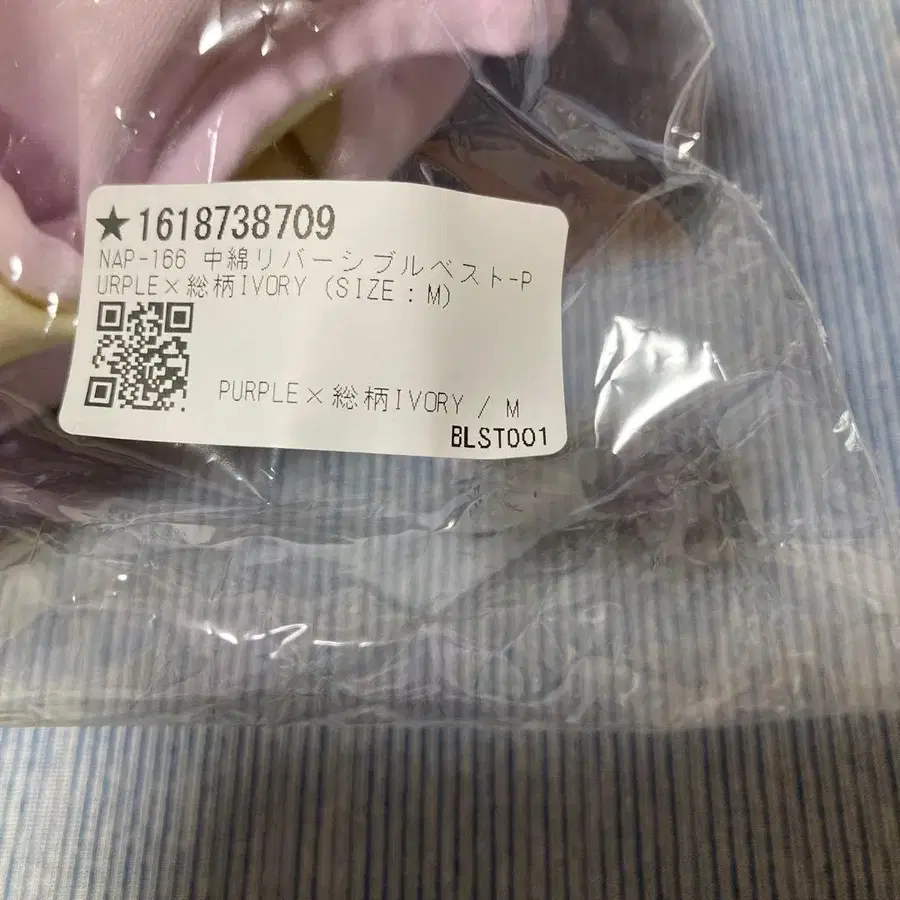 ★1618738709
NAP-166 中綿リバーシブルベスト-P
URPLE×総柄IVORY (SIZE:M)
PURPLE×総柄IVORY / M
BLST001